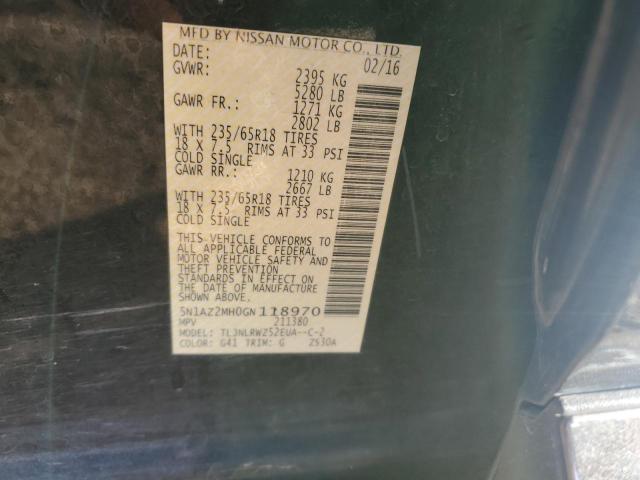 MFD BY NISSAN MOTOR CO., LTD.
DATE: 02/16
GVWR: 2395 KG
5280 LB
GAWR FR.: 1271 KG
2802 LB
WITH 235/65R18 TIRES
18 X 7.5 RIMS AT 33 PSI
COLD SINGLE
GAWR RR.: 1210 KG
2667 LB
WITH 235/65R18 TIRES
18 X 7.5 RIMS AT 33 PSI
COLD SINGLE
THIS VEHICLE CONFORMS TO
ALL APPLICABLE FEDERAL
MOTOR VEHICLE SAFETY AND
THEFT PREVENTION
STANDARDS IN EFFECT ON
THE DATE OF MANUFACTURE
SHOWN ABOVE.
5N1AZ2MH0GN118970
MPV 211380
MODEL: TLJNLRWZ52EUA--C-2
COLOR: G41 TRIM: G Z530A